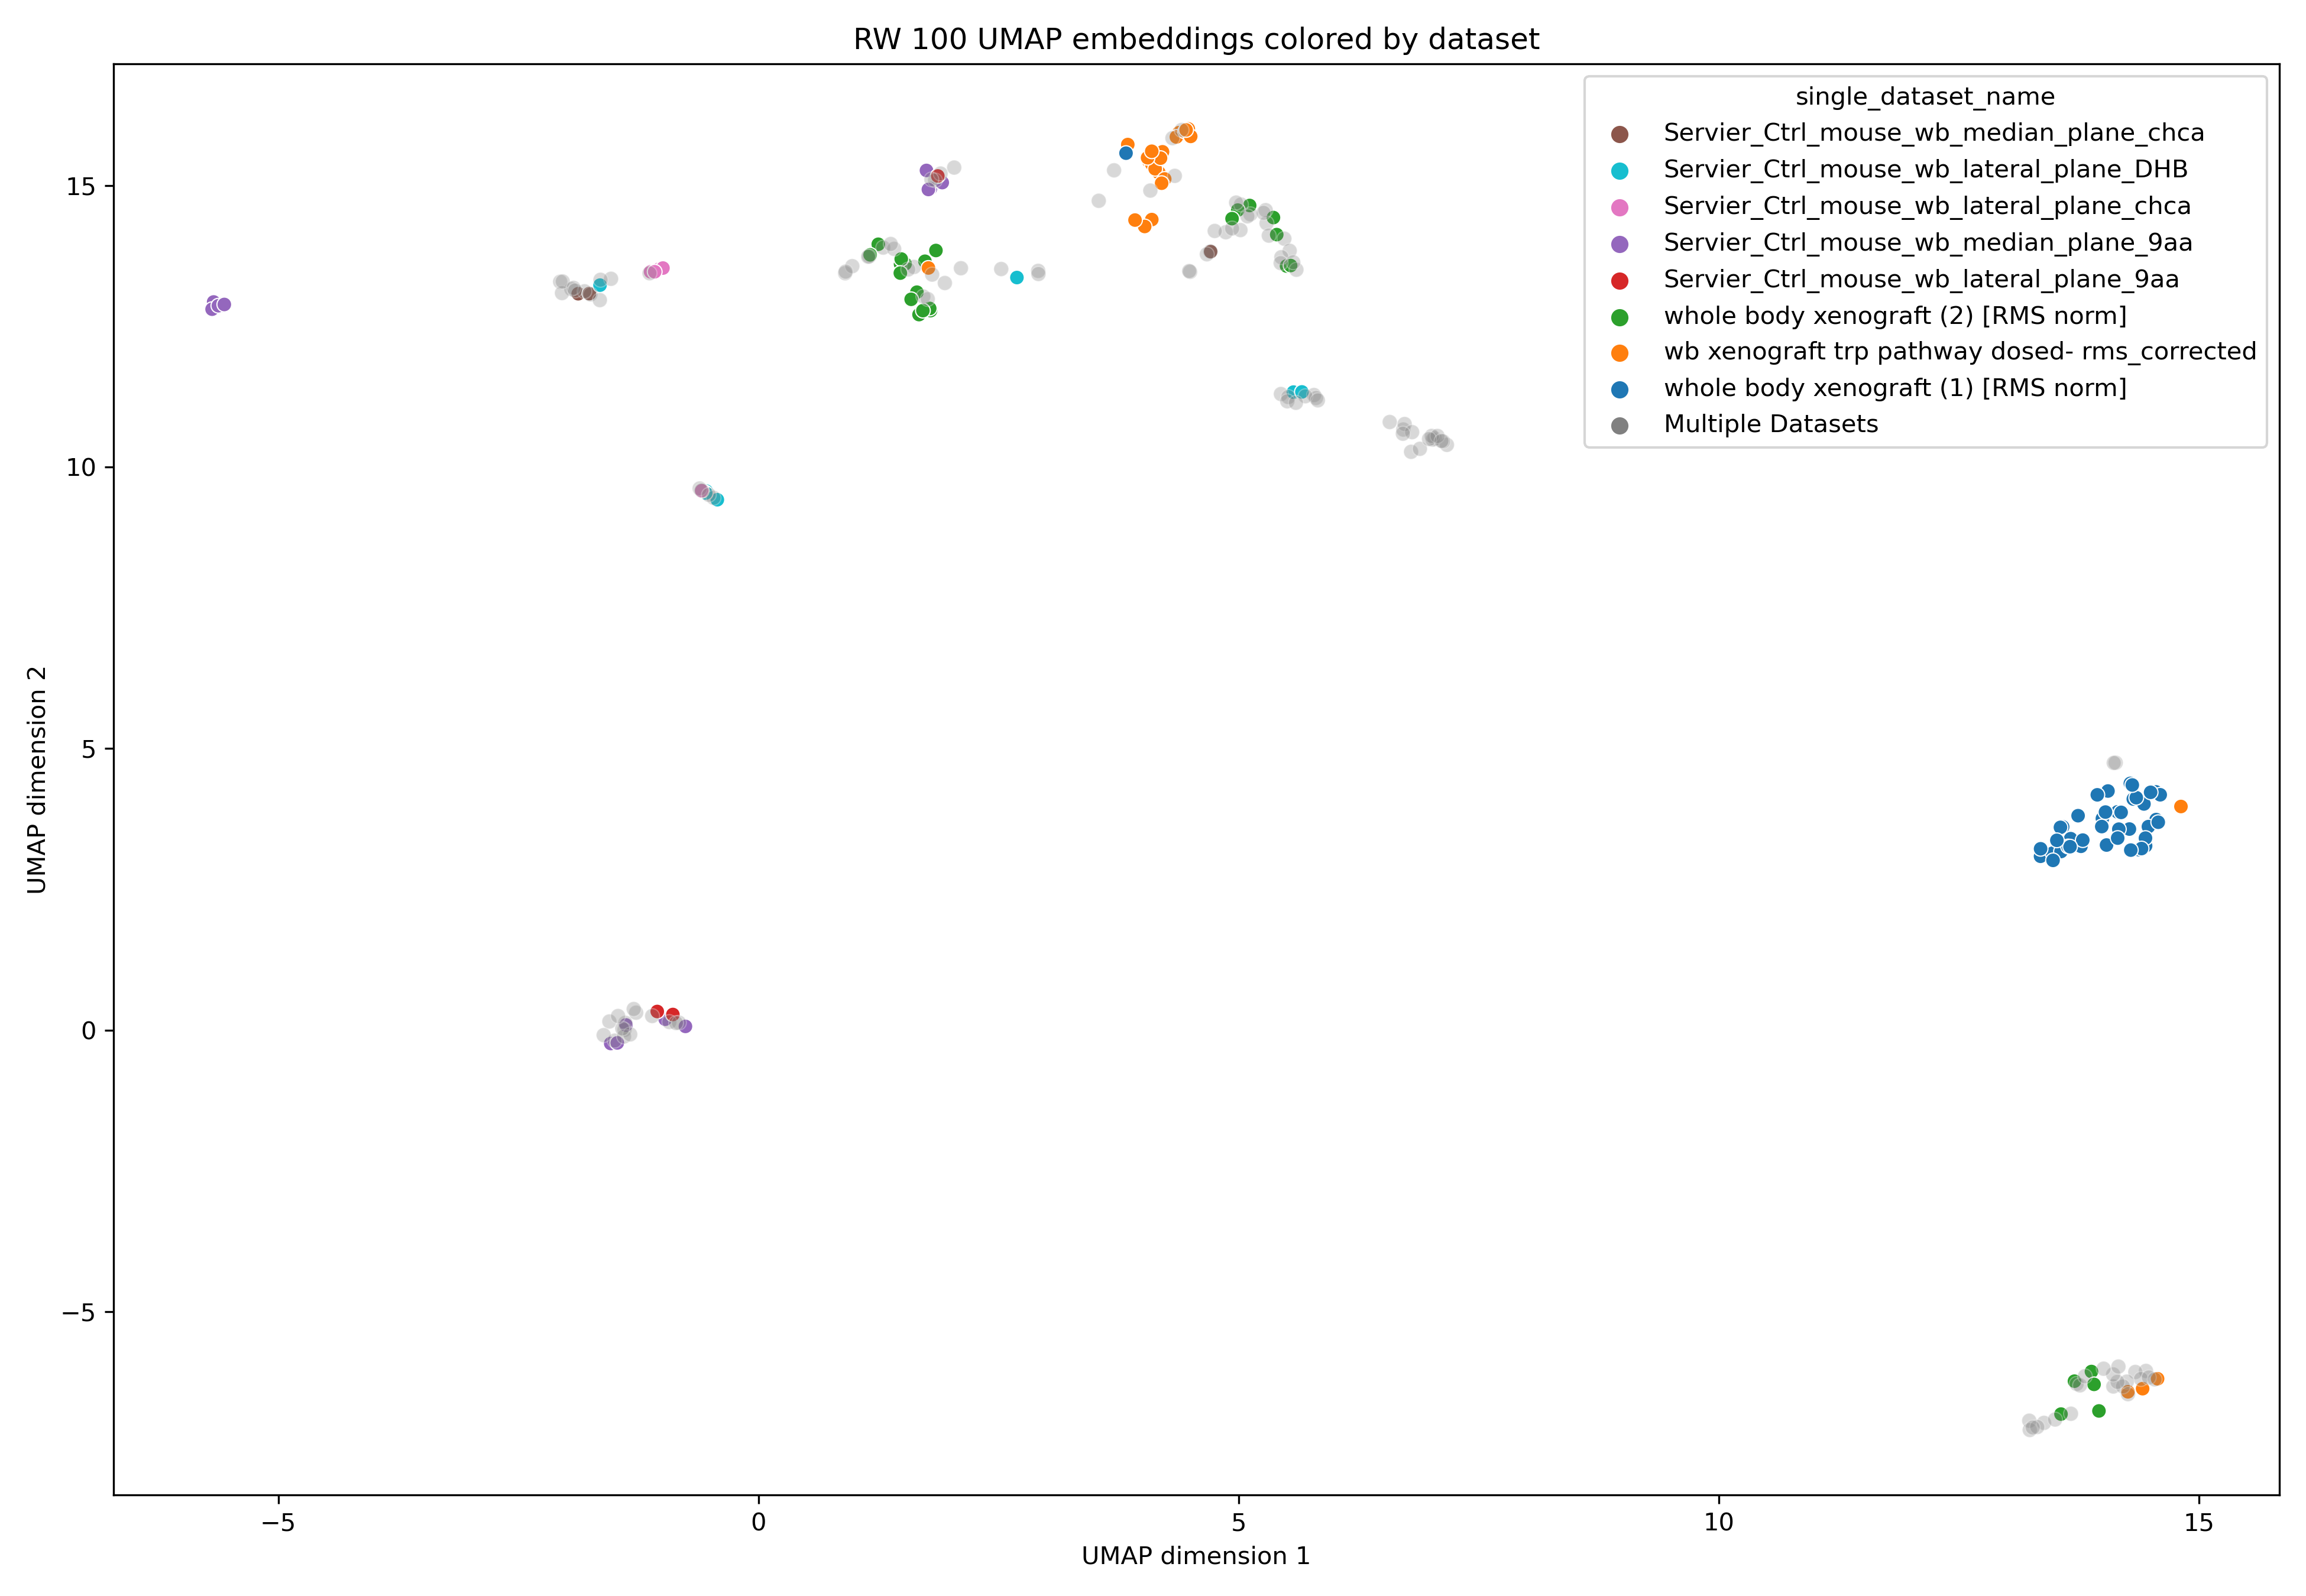 RW 100 UMAP embeddings colored by dataset
single_dataset_name
Servier_Ctrl_mouse_wb_median_plane_chca
Servier_Ctrl_mouse_wb_lateral_plane_DHB
Servier_Ctrl_mouse_wb_lateral_plane_chca
Servier_Ctrl_mouse_wb_median_plane_9aa
Servier_Ctrl_mouse_wb_lateral_plane_9aa
whole body xenograft (2) [RMS norm]
wb xenograft trp pathway dosed- rms_corrected
whole body xenograft (1) [RMS norm]
Multiple Datasets
15
10
5
0
−5
UMAP dimension 2
−5
0
5
10
15
UMAP dimension 1